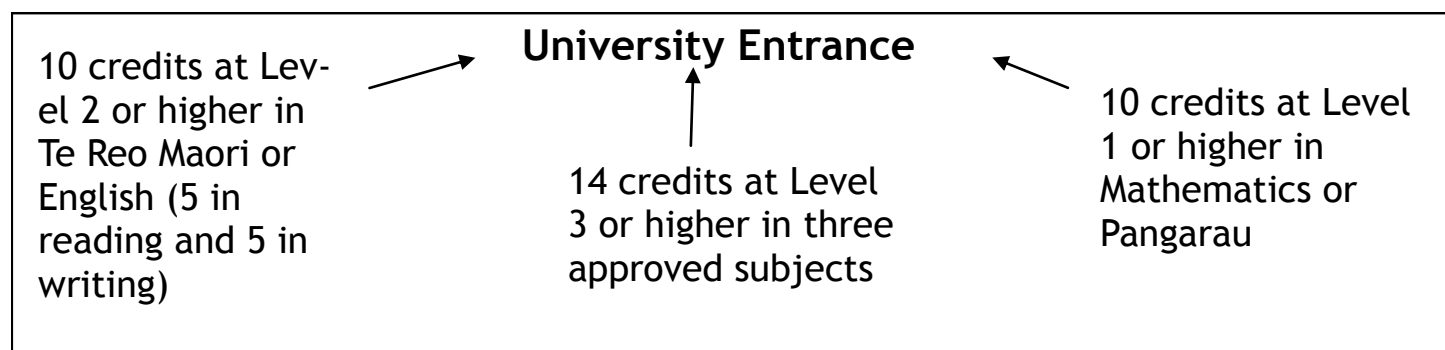 University Entrance
10 credits at Lev-
el 2 or higher in
Te Reo Maori or
English (5 in
reading and 5 in
writing)
14 credits at Level
3 or higher in three
approved subjects
10 credits at Level
1 or higher in
Mathematics or
Pangarau